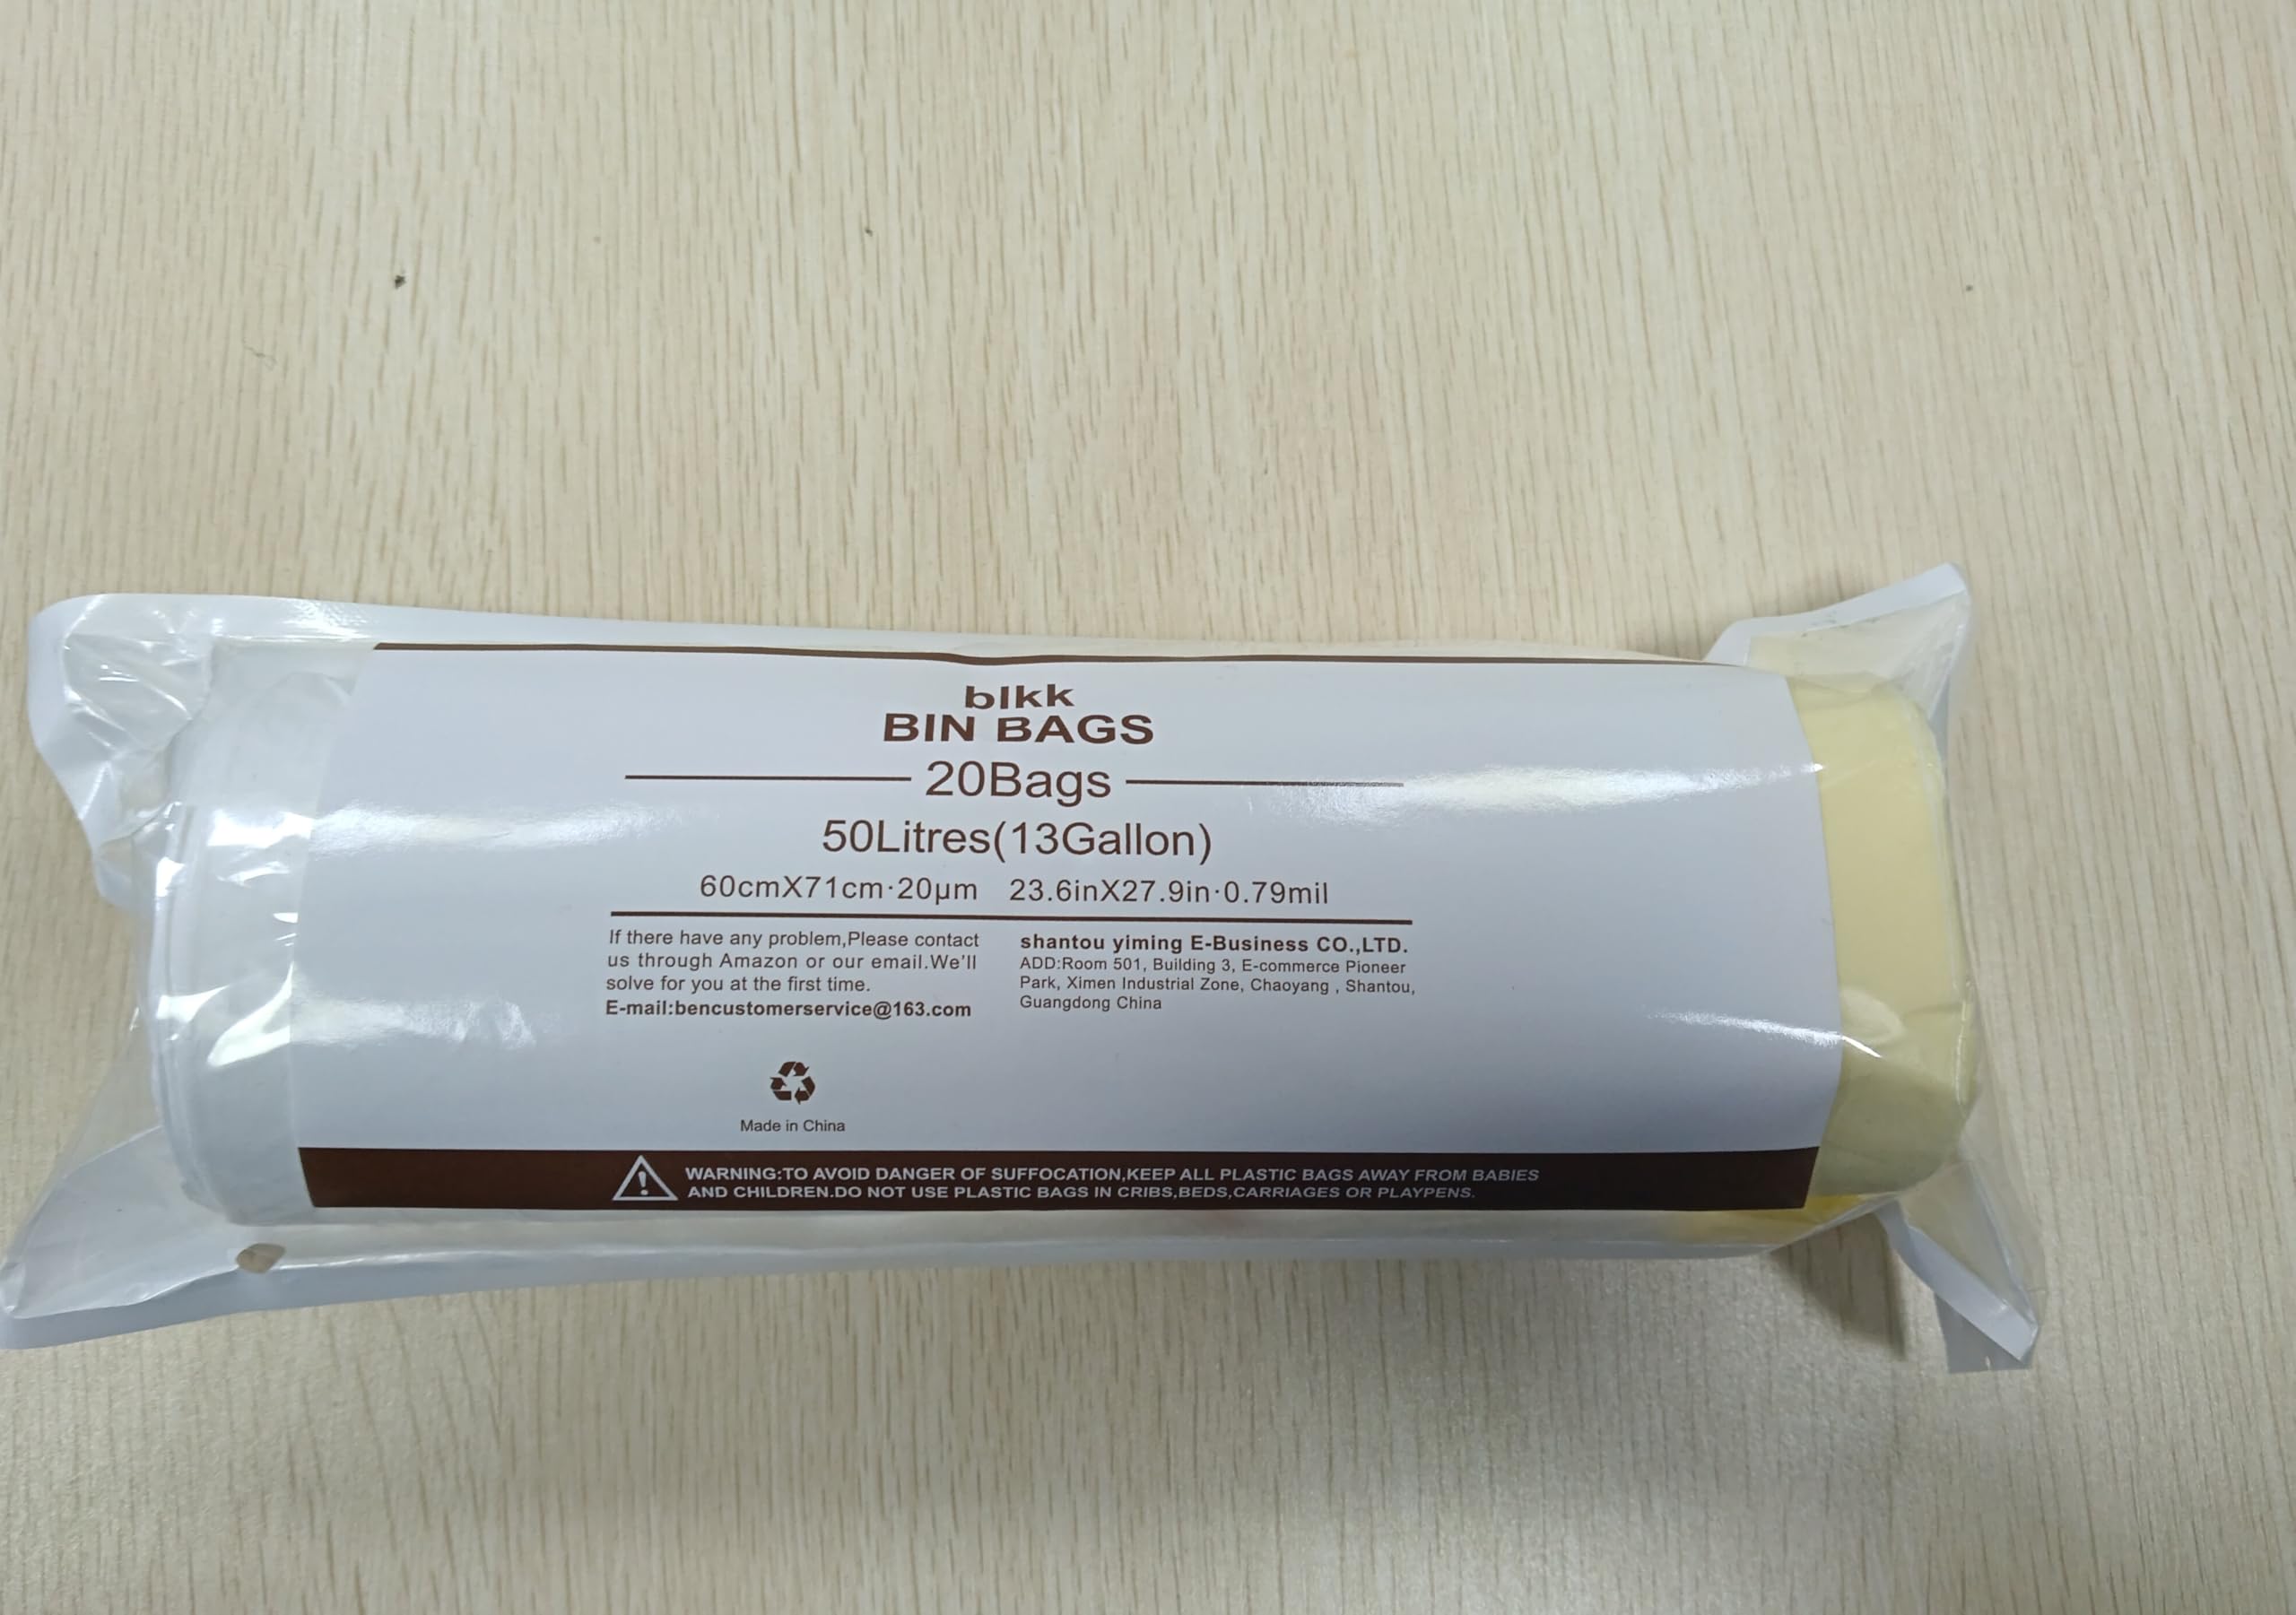 blkk
BIN BAGS
20Bags
50Litres(13Gallon)
60cmX71cm·20μm 23.6inX27.9in·0.79mil
If there have any problem,Please contact
us through Amazon or our email.We'll
solve for you at the first time.
E-mail:bencustomerservice@163.com
shantou yiming E-Business CO.,LTD.
ADD:Room 501, Building 3, E-commerce Pioneer
Park, Ximen Industrial Zone, Chaoyang , Shantou,
Guangdong China
Made in China
WARNING:TO AVOID DANGER OF SUFFOCATION,KEEP ALL PLASTIC BAGS AWAY FROM BABIES
AND CHILDREN.DO NOT USE PLASTIC BAGS IN CRIBS,BEDS,CARRIAGES OR PLAYPENS.